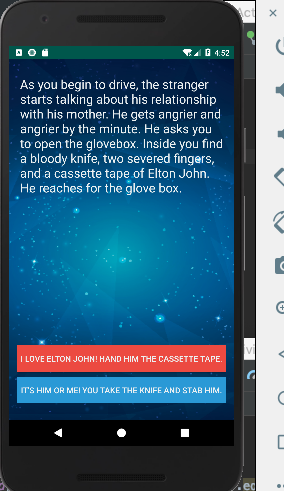 4:52
As you begin to drive, the stranger
starts talking about his relationship
with his mother. He gets angrier and
angrier by the minute. He asks you
to open the glovebox. Inside you find
a bloody knife, two severed fingers,
and a cassette tape of Elton John.
He reaches for the glove box.
I LOVE ELTON JOHN! HAND HIM THE CASSETTE TAPE.
IT'S HIM OR ME! YOU TAKE THE KNIFE AND STAB HIM.